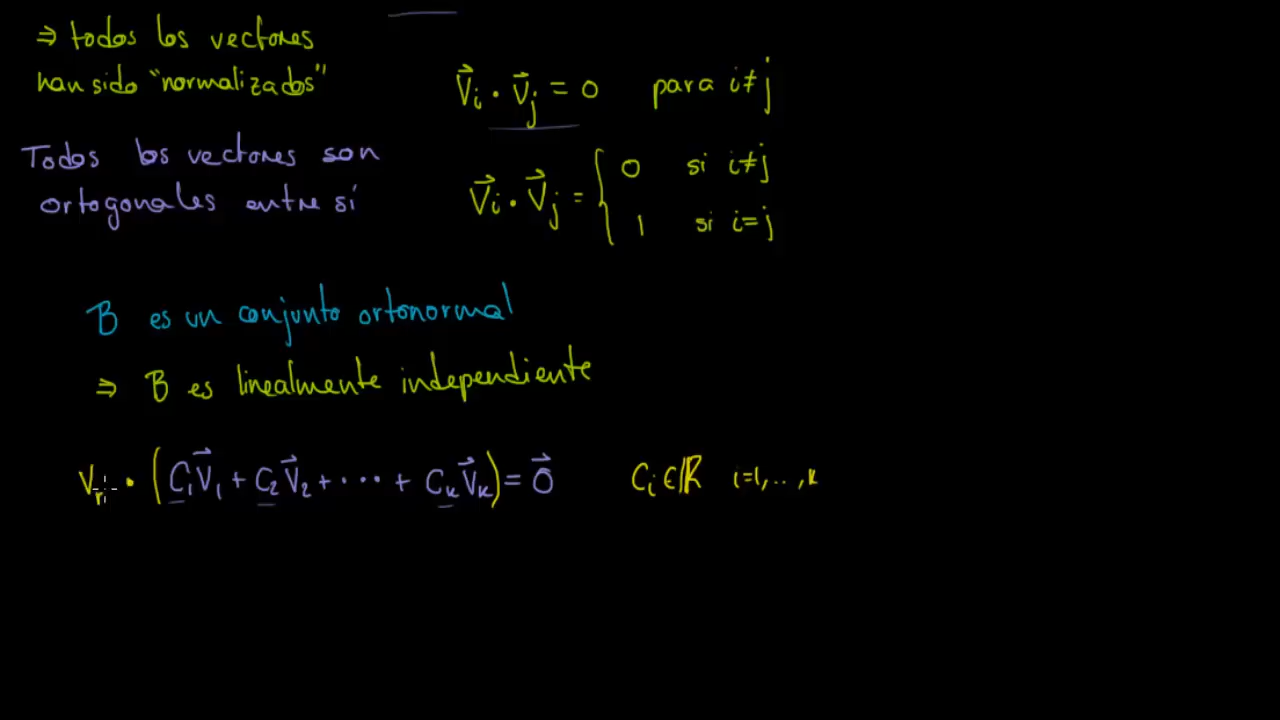 ⇒ todos los vectores
han sido "normalizados"
Todos los vectores son
ortogonales entre sí
V⃗i · V⃗j = 0 para i≠j
V⃗i · V⃗j = { 0 si i≠j
1 si i=j
B es un conjunto ortonormal
⇒ B es linealmente independiente
Vr · (C₁V⃗₁ + C₂V⃗₂ + ··· + CₖV⃗ₖ) = 0⃗ Ci ∈ ℝ i=1,..,k